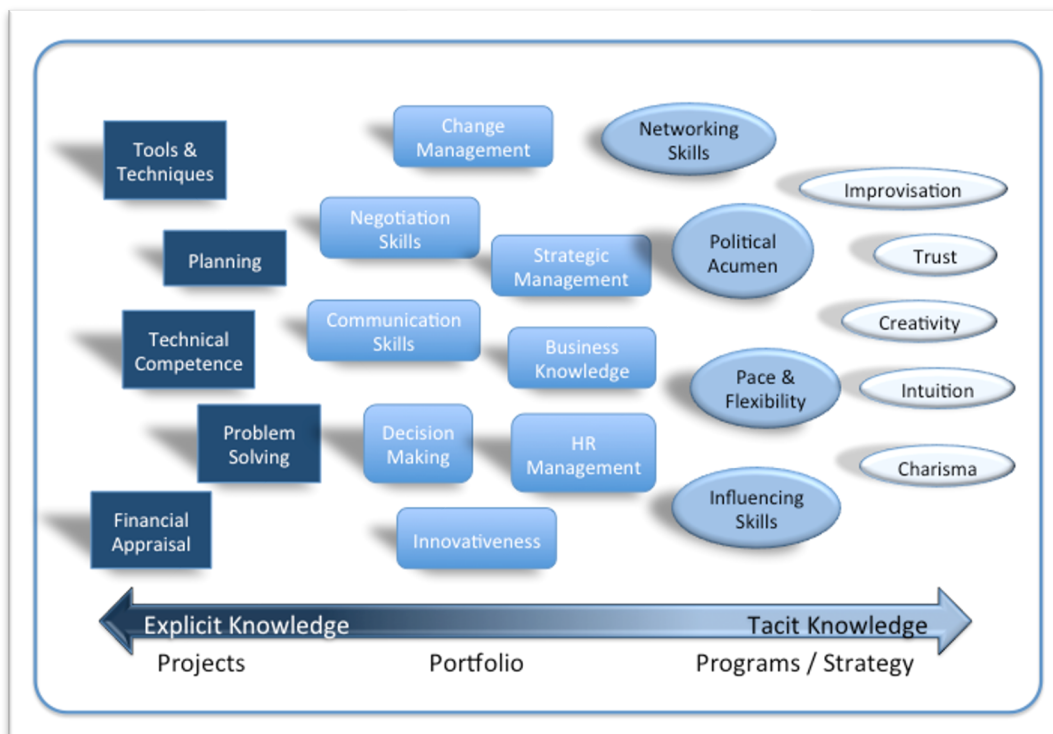 Tools &
Techniques
Planning
Technical
Competence
Problem
Solving
Financial
Appraisal
Change
Management
Negotiation
Skills
Strategic
Management
Communication
Skills
Business
Knowledge
Decision
Making
HR
Management
Innovativeness
Networking
Skills
Political
Acumen
Pace &
Flexibility
Influencing
Skills
Improvisation
Trust
Creativity
Intuition
Charisma
Explicit Knowledge
Tacit Knowledge
Projects
Portfolio
Programs / Strategy